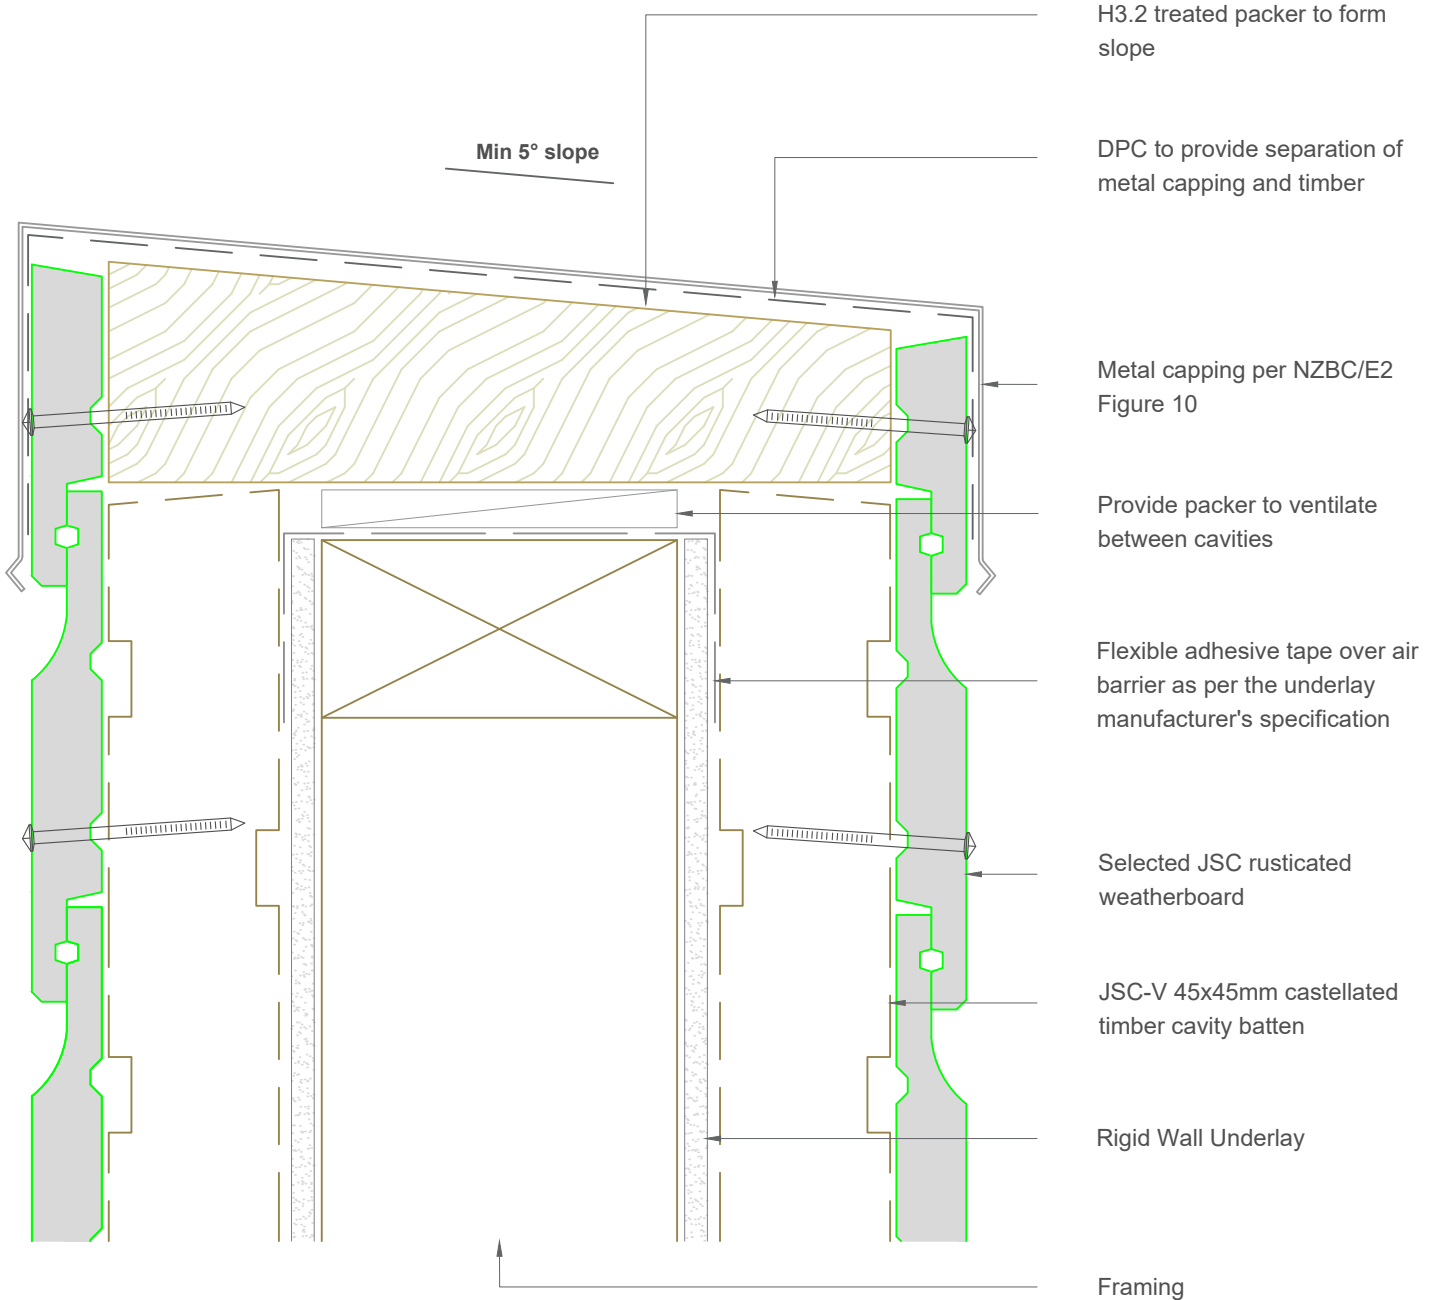 H3.2 treated packer to form
slope
Min 5° slope
DPC to provide separation of
metal capping and timber
Metal capping per NZBC/E2
Figure 10
Provide packer to ventilate
between cavities
Flexible adhesive tape over air
barrier as per the underlay
manufacturer's specification
Selected JSC rusticated
weatherboard
JSC-V 45x45mm castellated
timber cavity batten
Rigid Wall Underlay
Framing